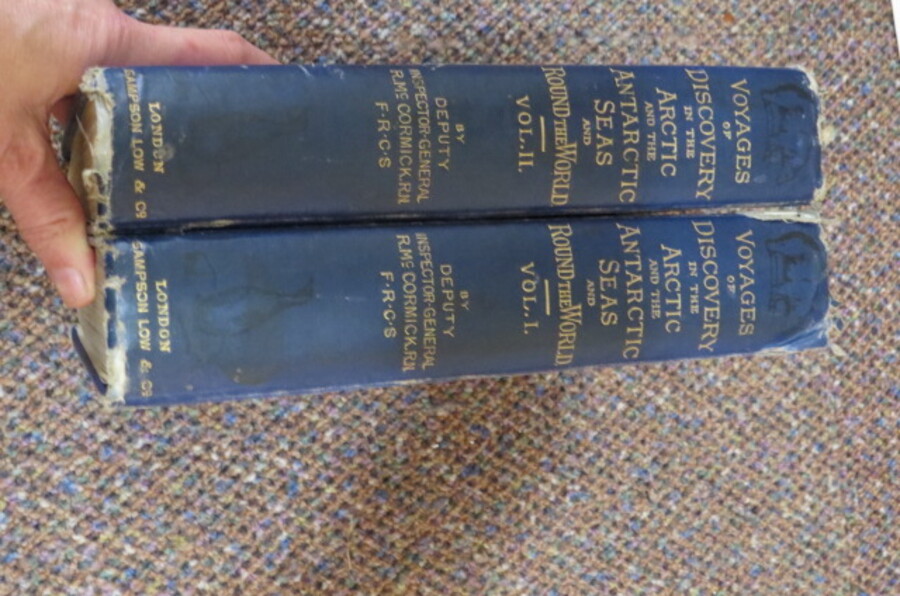 VOYAGES
OF
DISCOVERY
IN THE
ARCTIC
AND THE
ANTARCTIC
SEAS
AND
ROUND THE WORLD
VOL. II.
BY
DEPUTY
INSPECTOR-GENERAL
R. Mc CORMICK, R.N.
F·R·C·S
LONDON
SAMPSON LOW & Co
VOYAGES
OF
DISCOVERY
IN THE
ARCTIC
AND THE
ANTARCTIC
SEAS
AND
ROUND THE WORLD
VOL. I.
BY
DEPUTY
INSPECTOR-GENERAL
R. Mc CORMICK, R.N.
F·R·C·S
LONDON
SAMPSON LOW & Co